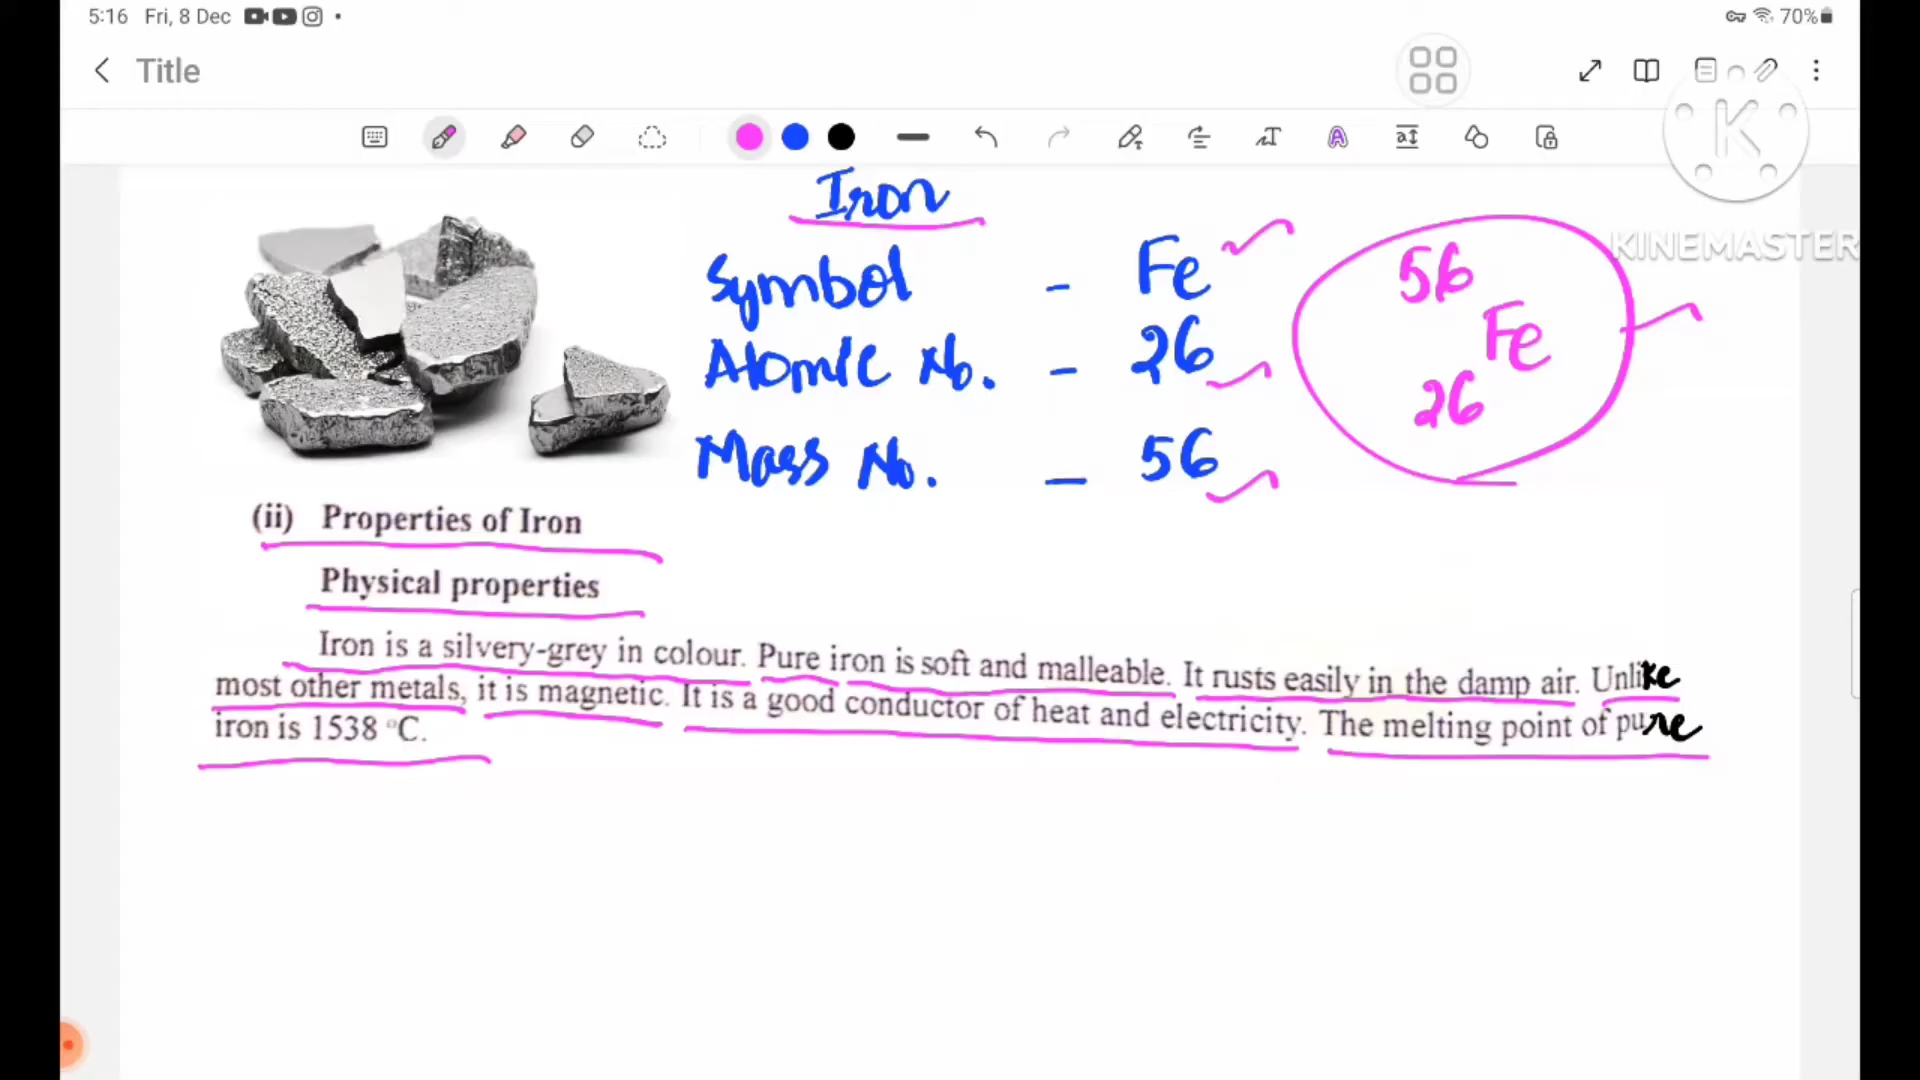 5:16 Fri, 8 Dec
70%
Title
KINEMASTER
Iron
Symbol - Fe
Atomic No. - 26
Mass No. - 56
56
Fe
26
(ii) Properties of Iron
Physical properties
Iron is a silvery-grey in colour. Pure iron is soft and malleable. It rusts easily in the damp air. Unlike
most other metals, it is magnetic. It is a good conductor of heat and electricity. The melting point of pure
iron is 1538 °C.